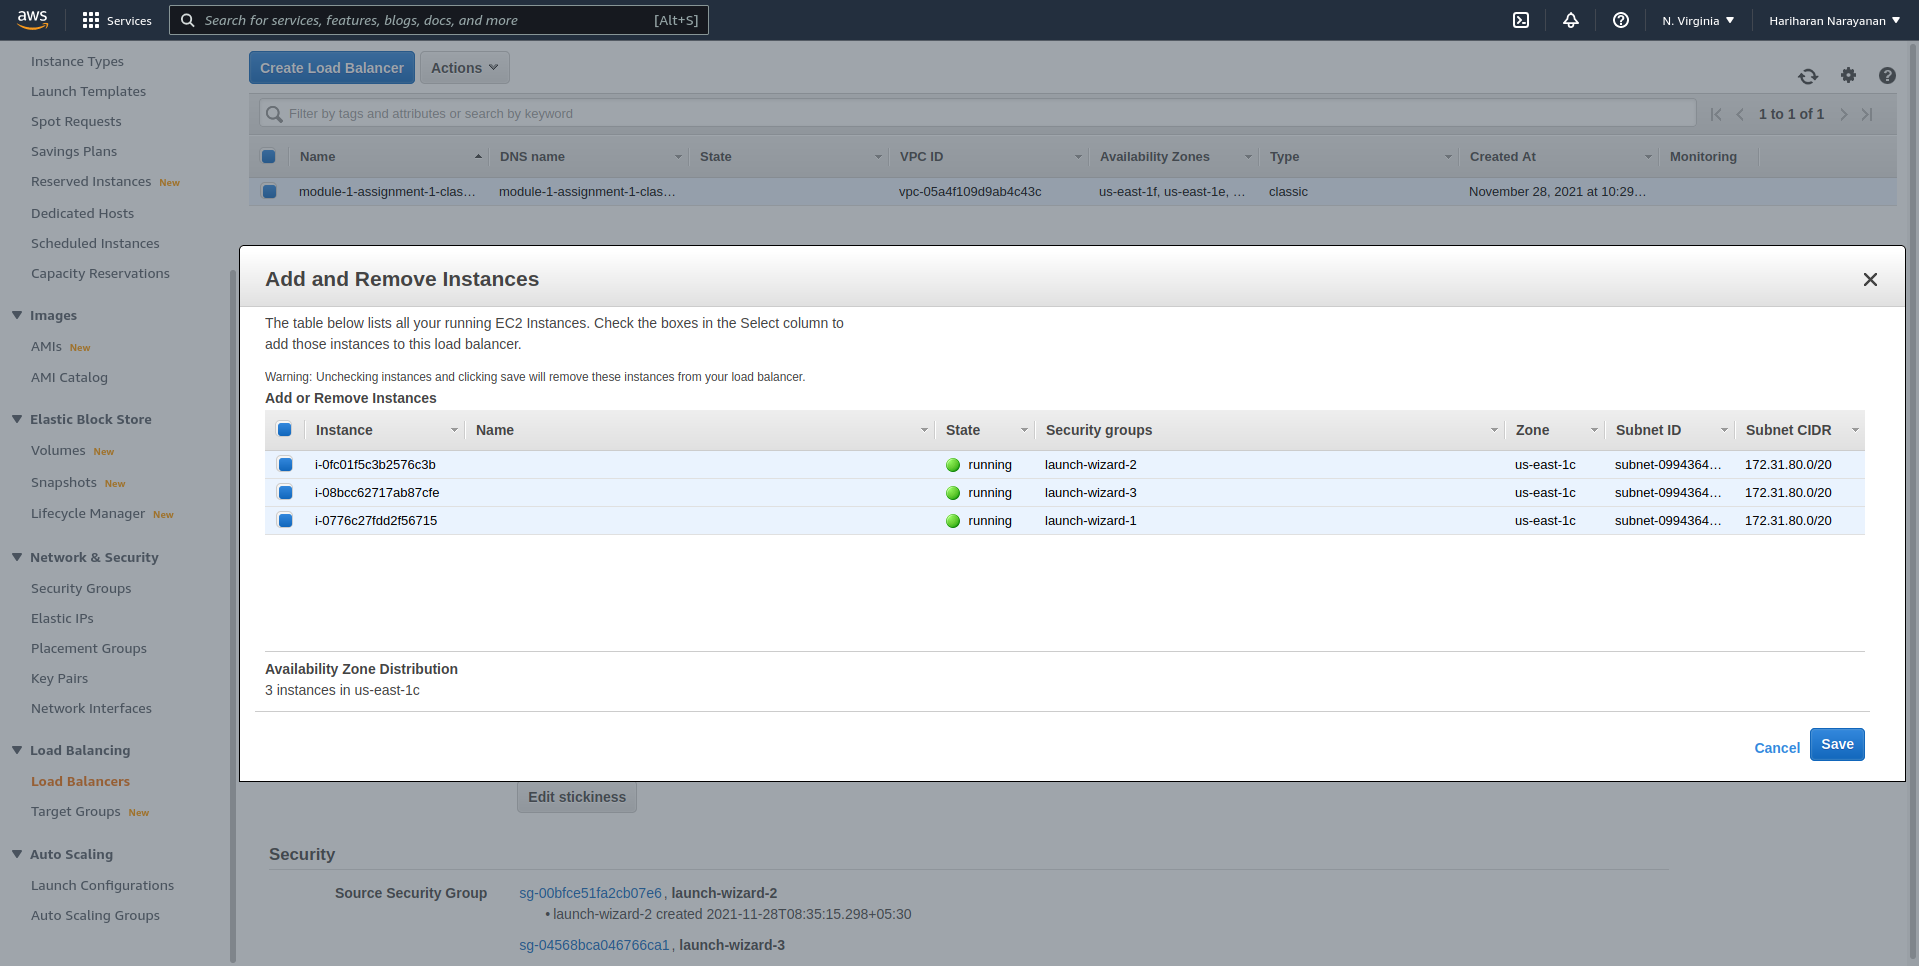 aws
Services
Search for services, features, blogs, docs, and more [Alt+S]
N. Virginia
Hariharan Narayanan
Instance Types
Launch Templates
Spot Requests
Savings Plans
Reserved Instances New
Dedicated Hosts
Scheduled Instances
Capacity Reservations
Images
AMIs New
AMI Catalog
Elastic Block Store
Volumes New
Snapshots New
Lifecycle Manager New
Network & Security
Security Groups
Elastic IPs
Placement Groups
Key Pairs
Network Interfaces
Load Balancing
Load Balancers
Target Groups New
Auto Scaling
Launch Configurations
Auto Scaling Groups
Create Load Balancer Actions
Filter by tags and attributes or search by keyword
1 to 1 of 1
Name DNS name State VPC ID Availability Zones Type Created At Monitoring
module-1-assignment-1-clas... module-1-assignment-1-clas... vpc-05a4f109d9ab4c43c us-east-1f, us-east-1e, ... classic November 28, 2021 at 10:29...
Add and Remove Instances
The table below lists all your running EC2 Instances. Check the boxes in the Select column to
add those instances to this load balancer.
Warning: Unchecking instances and clicking save will remove these instances from your load balancer.
Add or Remove Instances
Instance Name State Security groups Zone Subnet ID Subnet CIDR
i-0fc01f5c3b2576c3b running launch-wizard-2 us-east-1c subnet-0994364... 172.31.80.0/20
i-08bcc62717ab87cfe running launch-wizard-3 us-east-1c subnet-0994364... 172.31.80.0/20
i-0776c27fdd2f56715 running launch-wizard-1 us-east-1c subnet-0994364... 172.31.80.0/20
Availability Zone Distribution
3 instances in us-east-1c
Cancel Save
Edit stickiness
Security
Source Security Group sg-00bfce51fa2cb07e6, launch-wizard-2
• launch-wizard-2 created 2021-11-28T08:35:15.298+05:30
sg-04568bca046766ca1, launch-wizard-3